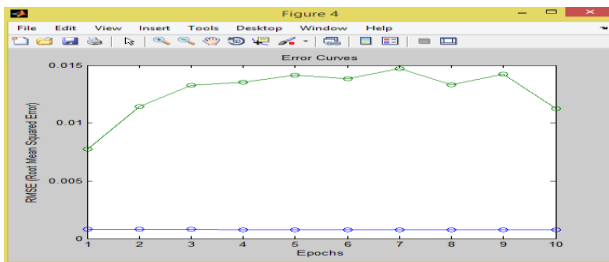 Figure 4
File Edit View Insert Tools Desktop Window Help
Error Curves
RMSE (Root Mean Squared Error)
0.015
0.01
0.005
0
1 2 3 4 5 6 7 8 9 10
Epochs